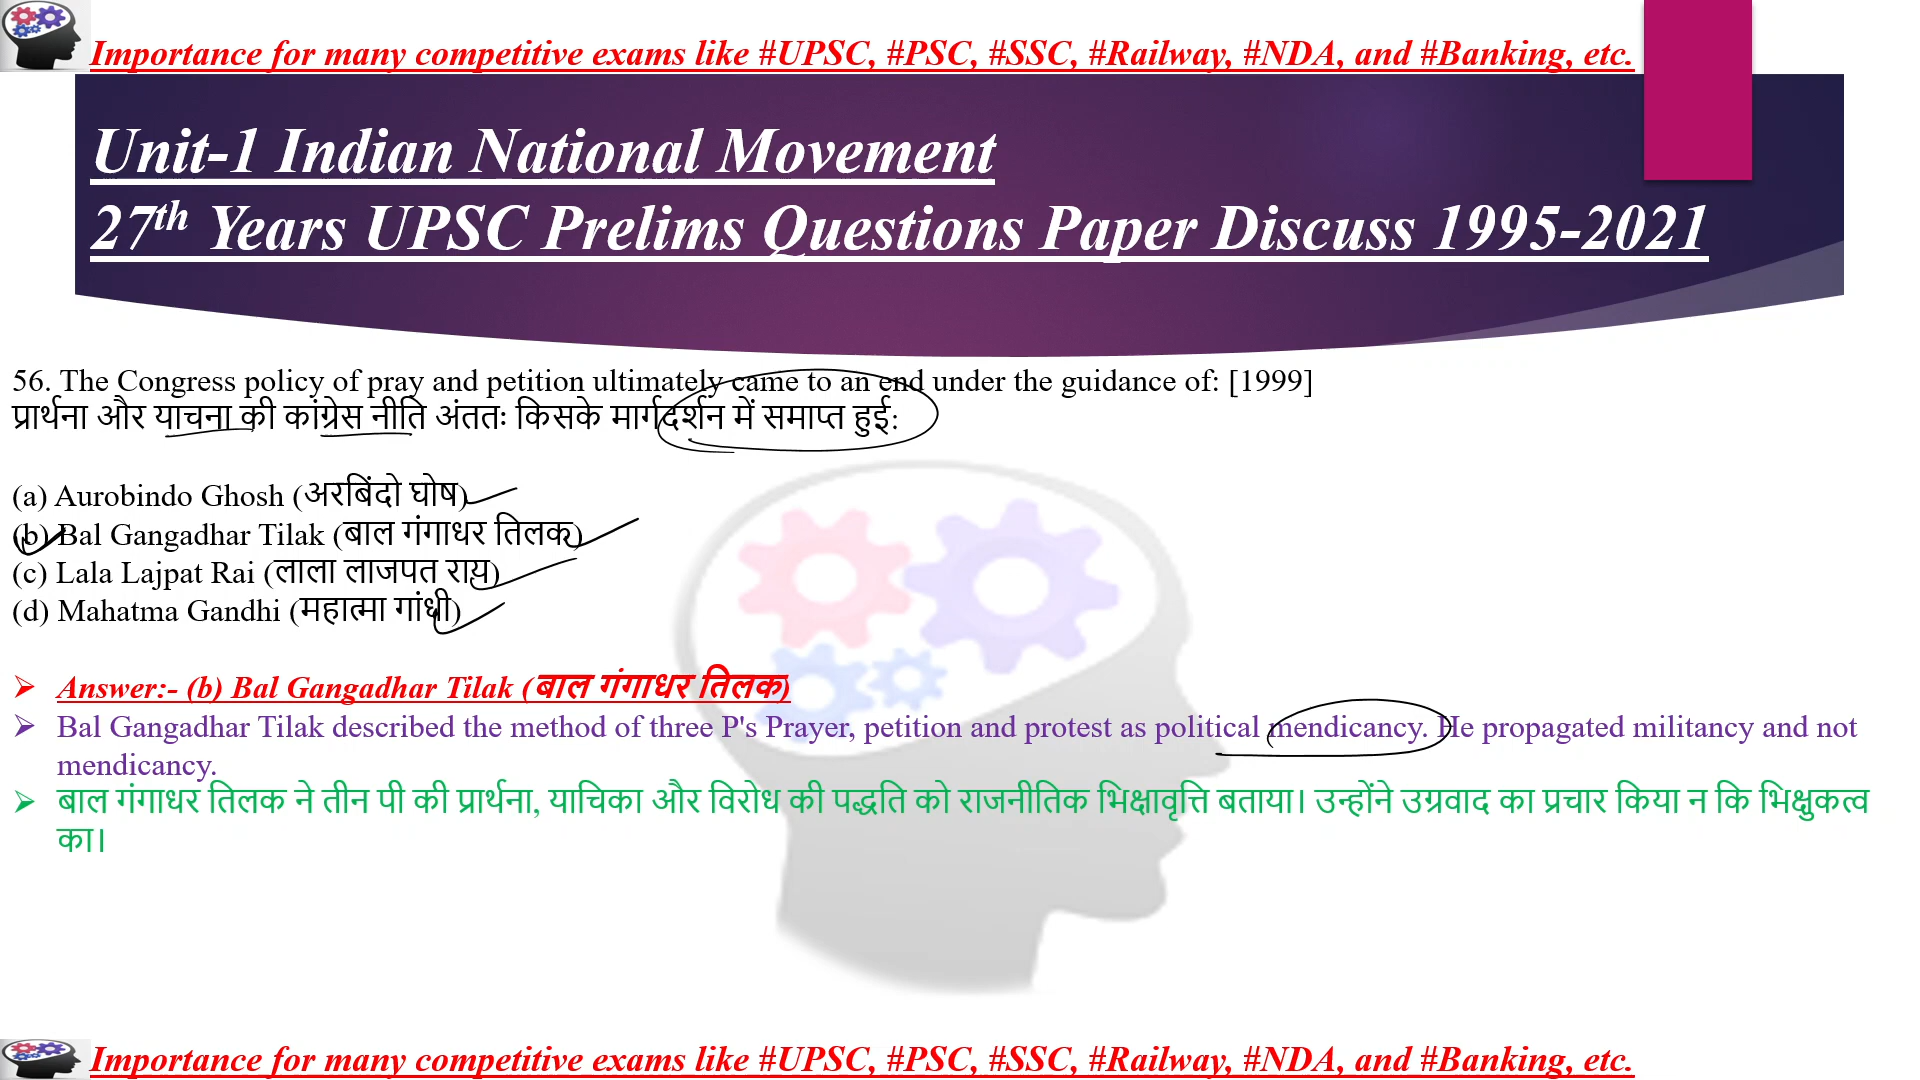 Importance for many competitive exams like #UPSC, #PSC, #SSC, #Railway, #NDA, and #Banking, etc.
Unit-1 Indian National Movement
27th Years UPSC Prelims Questions Paper Discuss 1995-2021
56. The Congress policy of pray and petition ultimately came to an end under the guidance of: [1999]
प्रार्थना और याचना की कांग्रेस नीति अंततः किसके मार्गदर्शन में समाप्त हुई:
(a) Aurobindo Ghosh (अरबिंदो घोष)
(b) Bal Gangadhar Tilak (बाल गंगाधर तिलक)
(c) Lala Lajpat Rai (लाला लाजपत राय)
(d) Mahatma Gandhi (महात्मा गांधी)
Answer:- (b) Bal Gangadhar Tilak (बाल गंगाधर तिलक)
Bal Gangadhar Tilak described the method of three P's Prayer, petition and protest as political mendicancy. He propagated militancy and not
mendicancy.
बाल गंगाधर तिलक ने तीन पी की प्रार्थना, याचिका और विरोध की पद्धति को राजनीतिक भिक्षावृत्ति बताया। उन्होंने उग्रवाद का प्रचार किया न कि भिक्षुकत्व
का।
Importance for many competitive exams like #UPSC, #PSC, #SSC, #Railway, #NDA, and #Banking, etc.